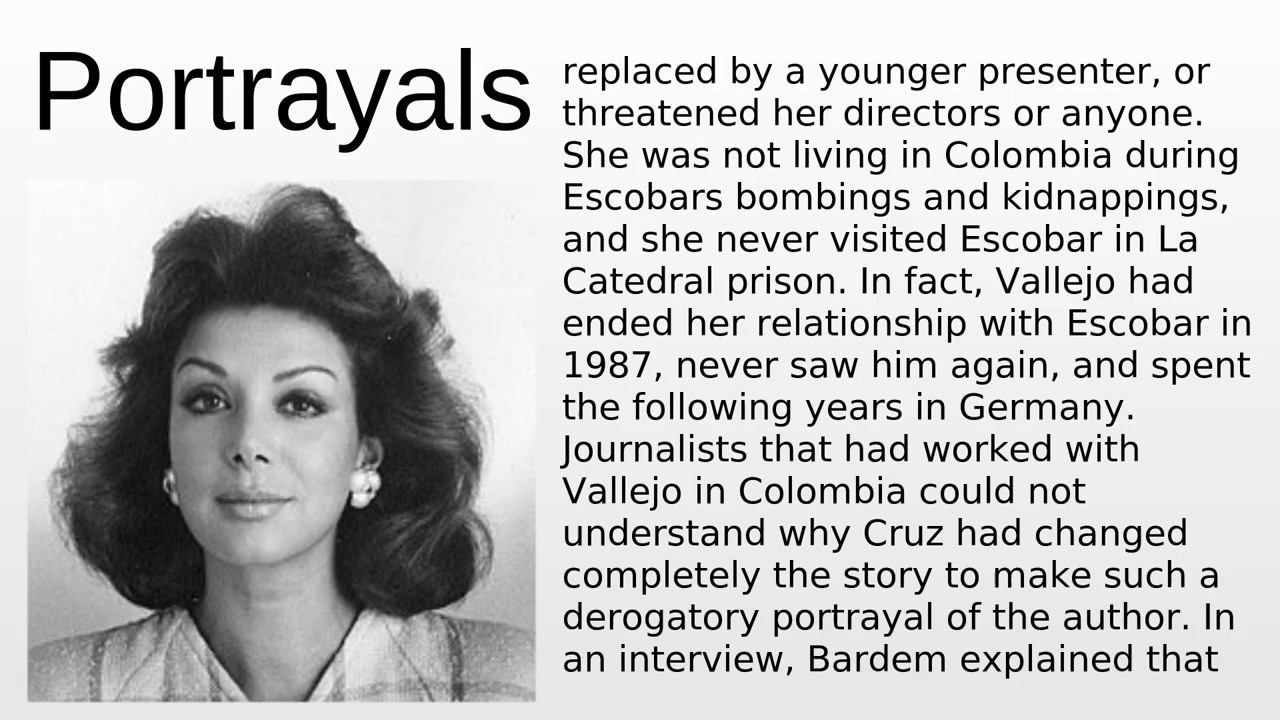 Portrayals
replaced by a younger presenter, or
threatened her directors or anyone.
She was not living in Colombia during
Escobars bombings and kidnappings,
and she never visited Escobar in La
Catedral prison. In fact, Vallejo had
ended her relationship with Escobar in
1987, never saw him again, and spent
the following years in Germany.
Journalists that had worked with
Vallejo in Colombia could not
understand why Cruz had changed
completely the story to make such a
derogatory portrayal of the author. In
an interview, Bardem explained that